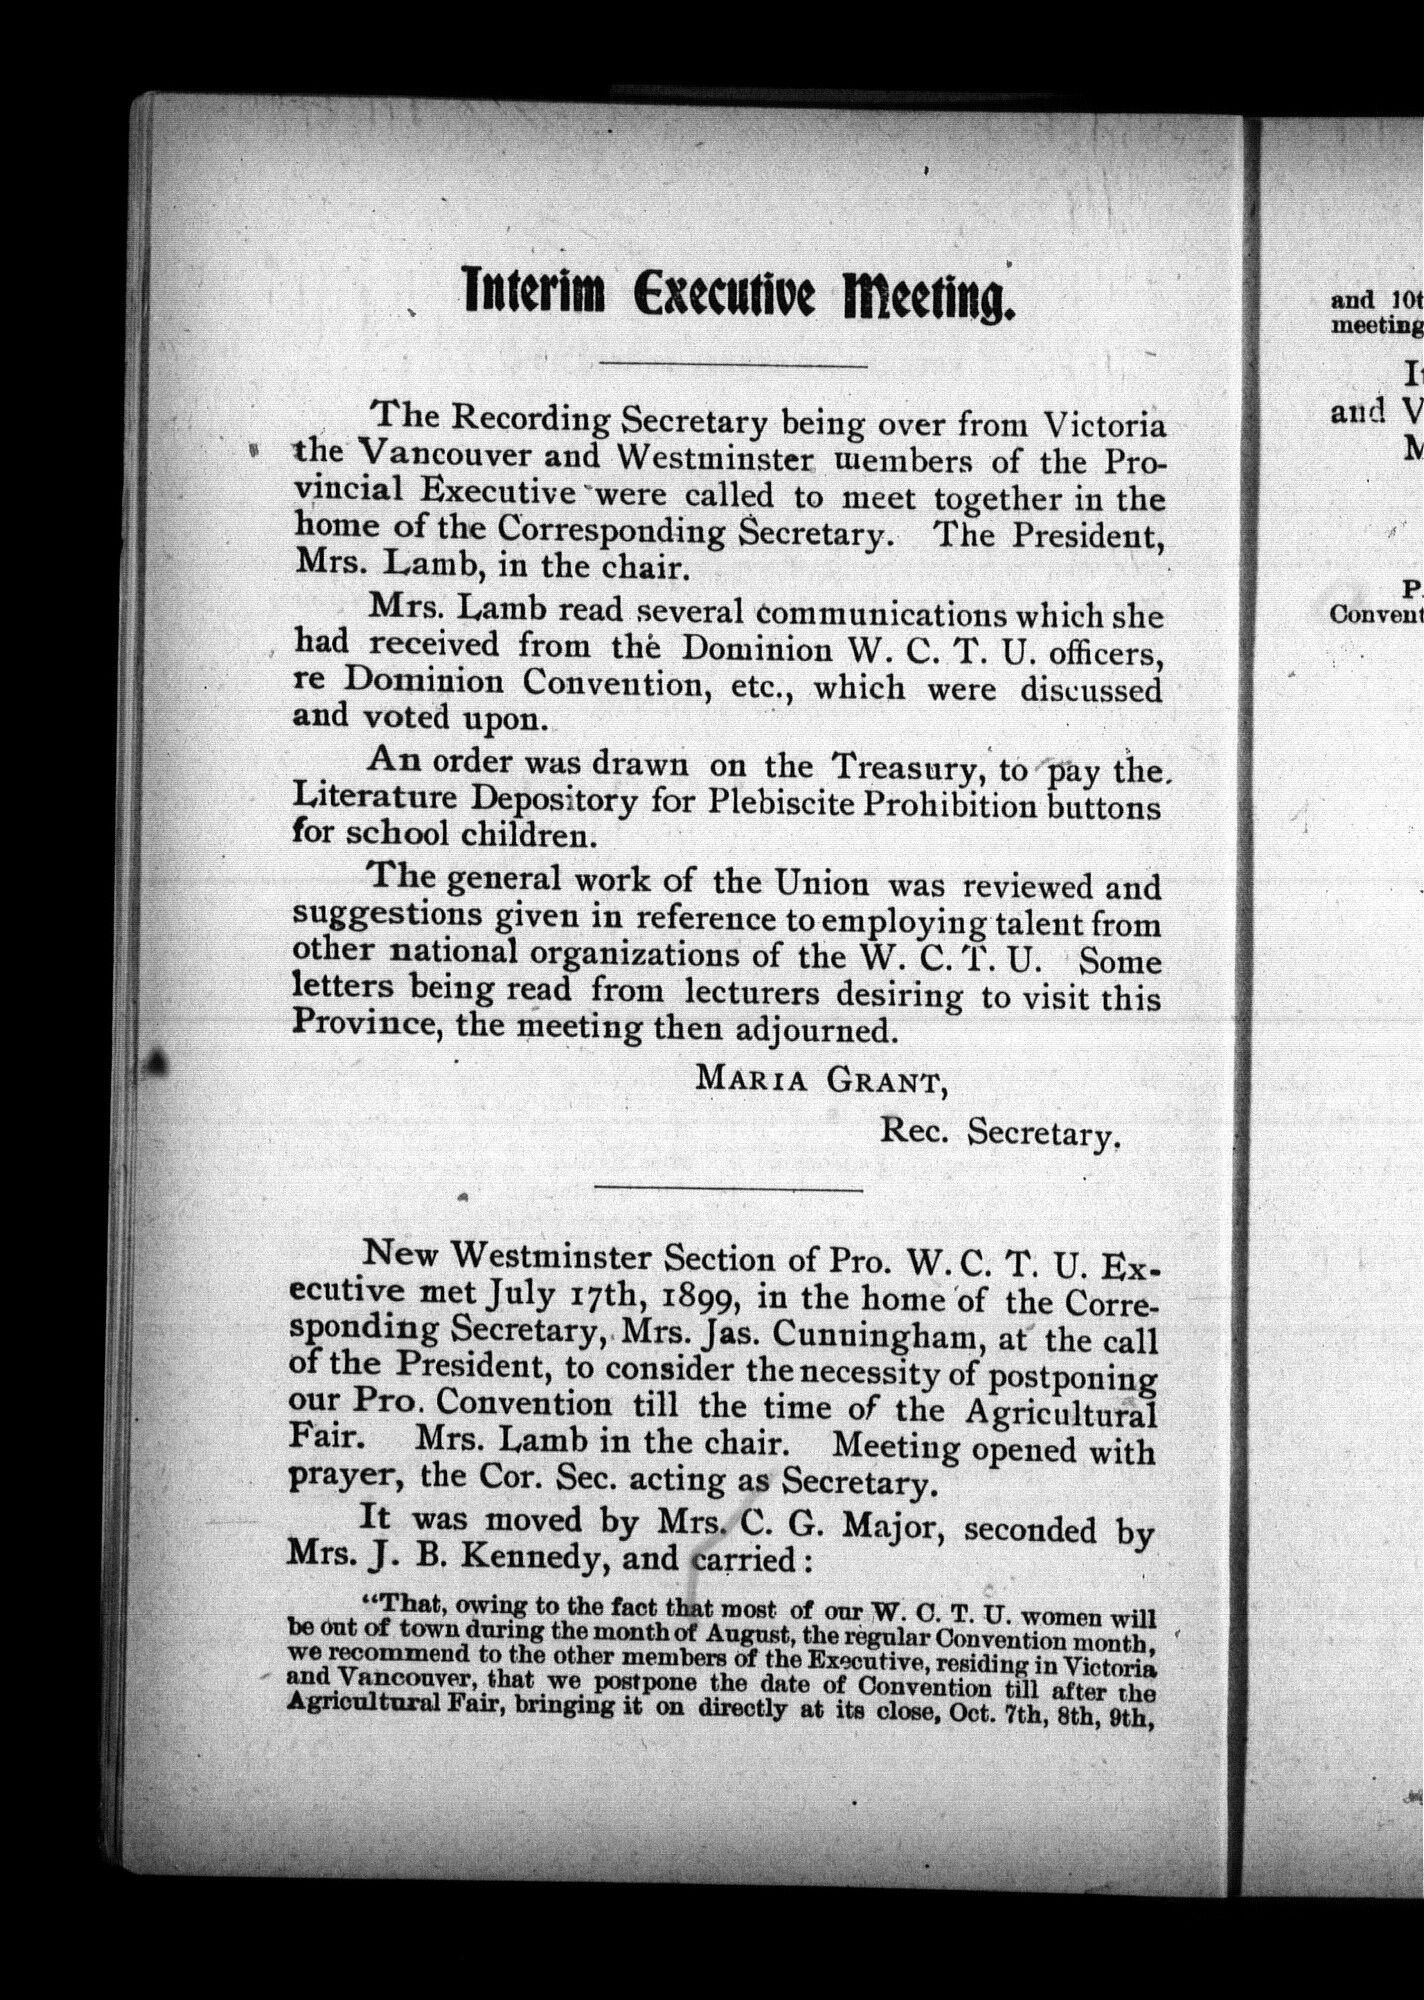 Interim Executive Meeting.
The Recording Secretary being over from Victoria
the Vancouver and Westminster members of the Pro-
vincial Executive were called to meet together in the
home of the Corresponding Secretary. The President,
Mrs. Lamb, in the chair.
Mrs. Lamb read several communications which she
had received from the Dominion W. C. T. U. officers,
re Dominion Convention, etc., which were discussed
and voted upon.
An order was drawn on the Treasury, to pay the
Literature Depository for Plebiscite Prohibition buttons
for school children.
The general work of the Union was reviewed and
suggestions given in reference to employing talent from
other national organizations of the W. C. T. U. Some
letters being read from lecturers desiring to visit this
Province, the meeting then adjourned.
MARIA GRANT,
Rec. Secretary.
New Westminster Section of Pro. W. C. T. U. Ex-
ecutive met July 17th, 1899, in the home of the Corre-
sponding Secretary, Mrs. Jas. Cunningham, at the call
of the President, to consider the necessity of postponing
our Pro. Convention till the time of the Agricultural
Fair. Mrs. Lamb in the chair. Meeting opened with
prayer, the Cor. Sec. acting as Secretary.
It was moved by Mrs. C. G. Major, seconded by
Mrs. J. B. Kennedy, and carried:
"That, owing to the fact that most of our W. C. T. U. women will
be out of town during the month of August, the regular Convention month,
we recommend to the other members of the Executive, residing in Victoria
and Vancouver, that we postpone the date of Convention till after the
Agricultural Fair, bringing it on directly at its close, Oct. 7th, 8th, 9th,
and 10t
meeting
and V
P.
Convent